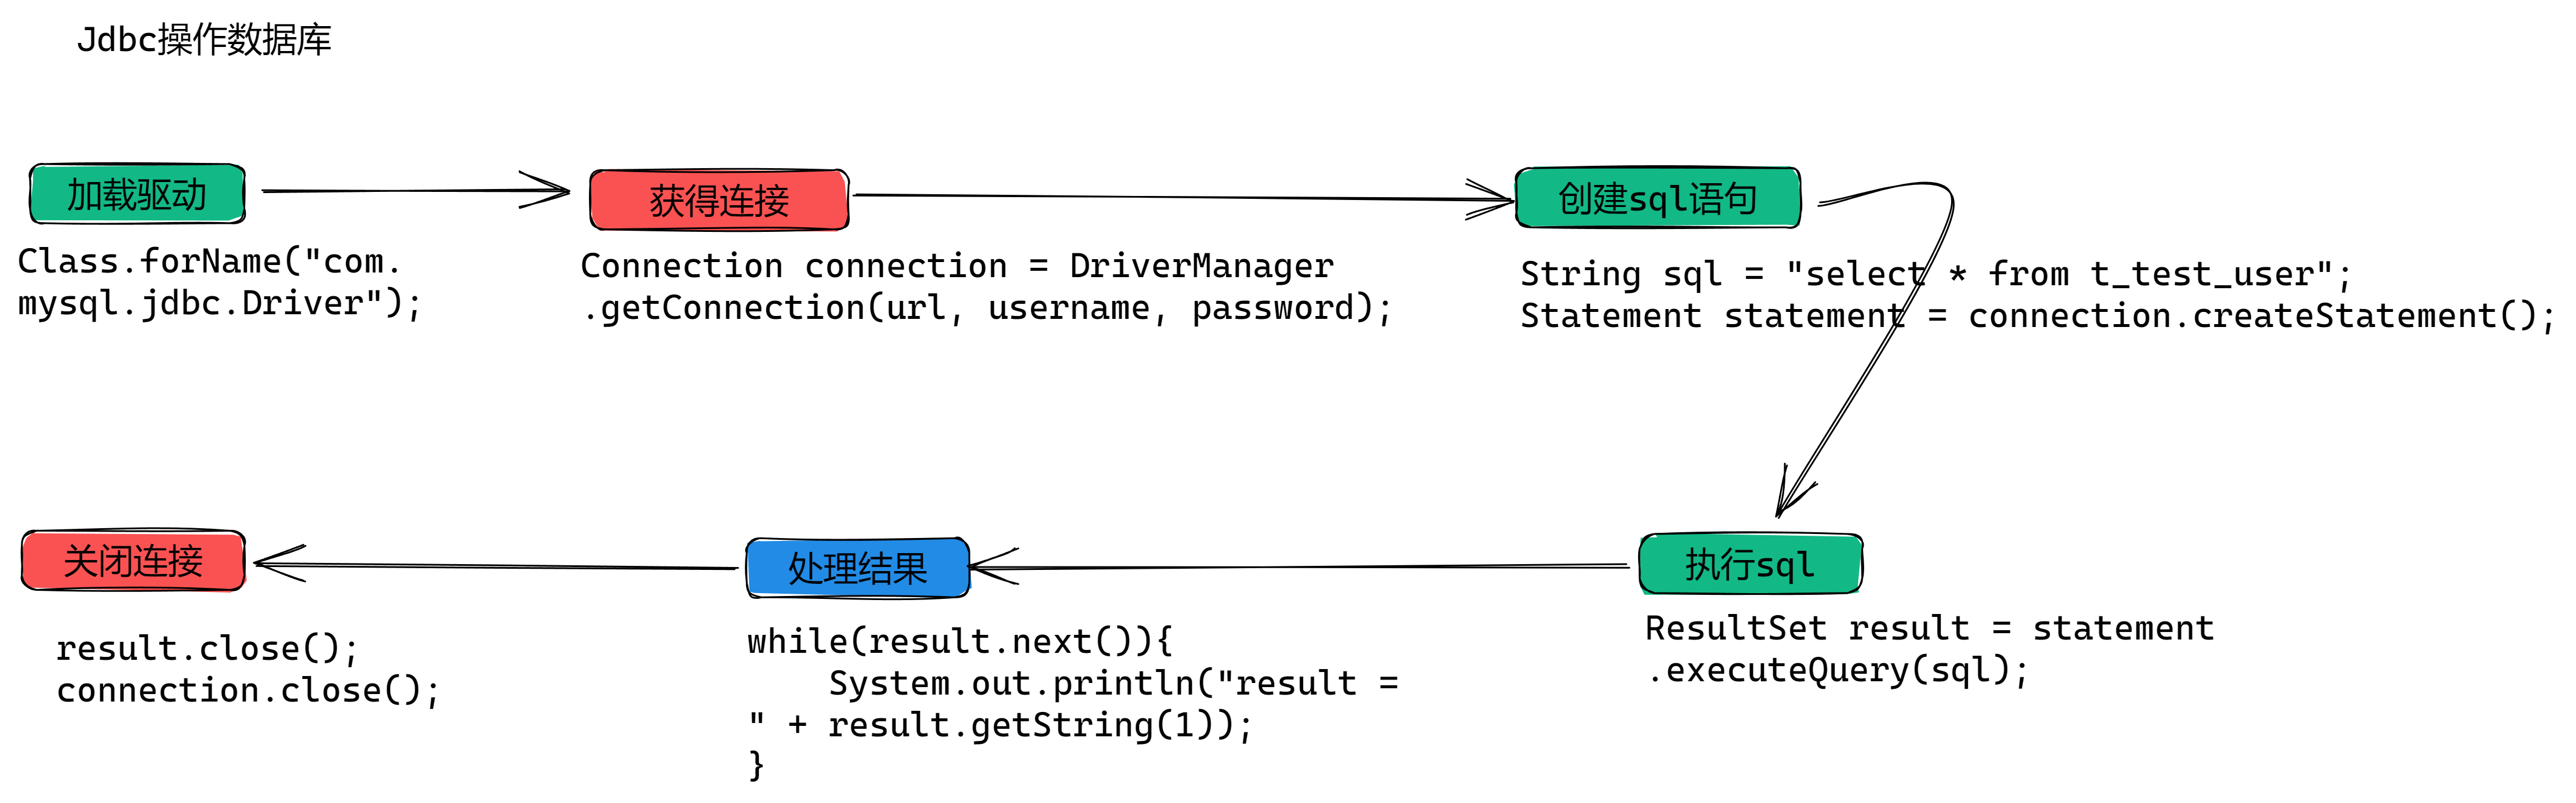 Jdbc操作数据库
加载驱动
Class.forName("com.
mysql.jdbc.Driver");
获得连接
Connection connection = DriverManager
.getConnection(url, username, password);
创建sql语句
String sql = "select * from t_test_user";
Statement statement = connection.createStatement();
执行sql
ResultSet result = statement
.executeQuery(sql);
处理结果
while(result.next()){
    System.out.println("result =
" + result.getString(1));
}
关闭连接
result.close();
connection.close();